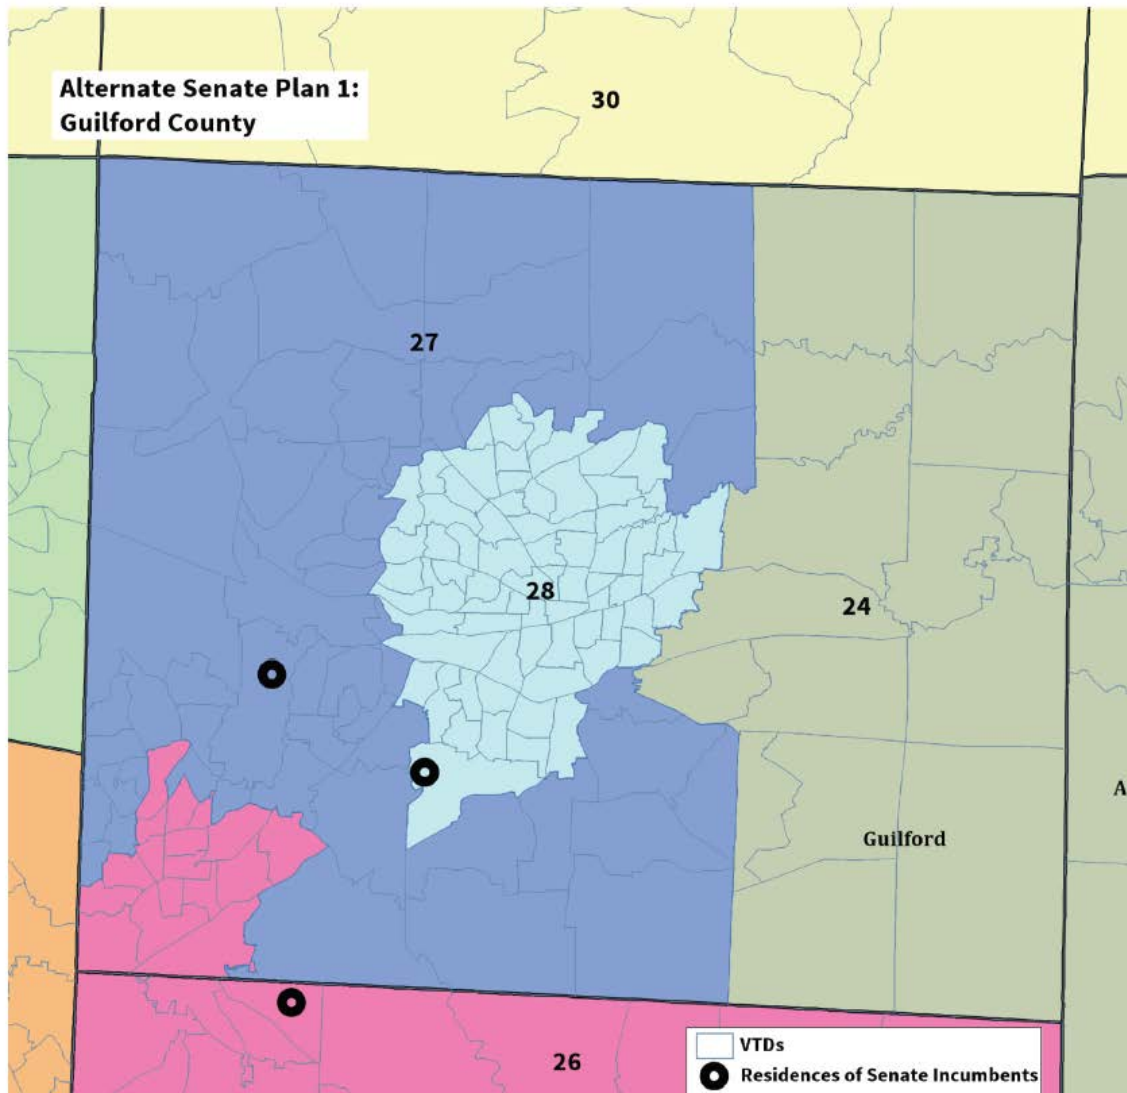 Alternate Senate Plan 1:
Guilford County
30
27
28
24
Guilford
A
26
VTDs
Residences of Senate Incumbents